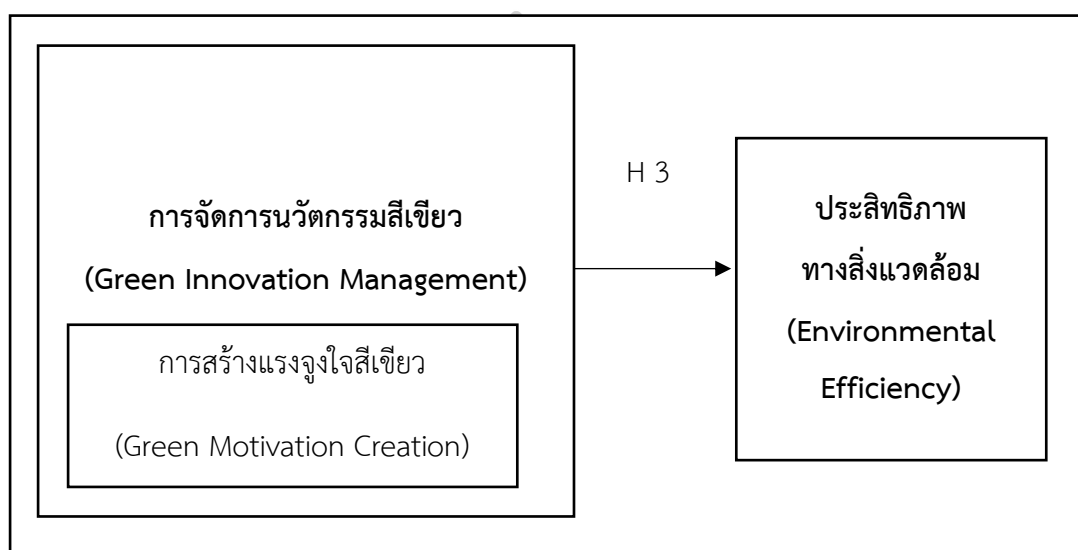 การจัดการนวัตกรรมสีเขียว
(Green Innovation Management)
การสร้างแรงจูงใจสีเขียว
(Green Motivation Creation)
H 3
ประสิทธิภาพ
ทางสิ่งแวดล้อม
(Environmental
Efficiency)